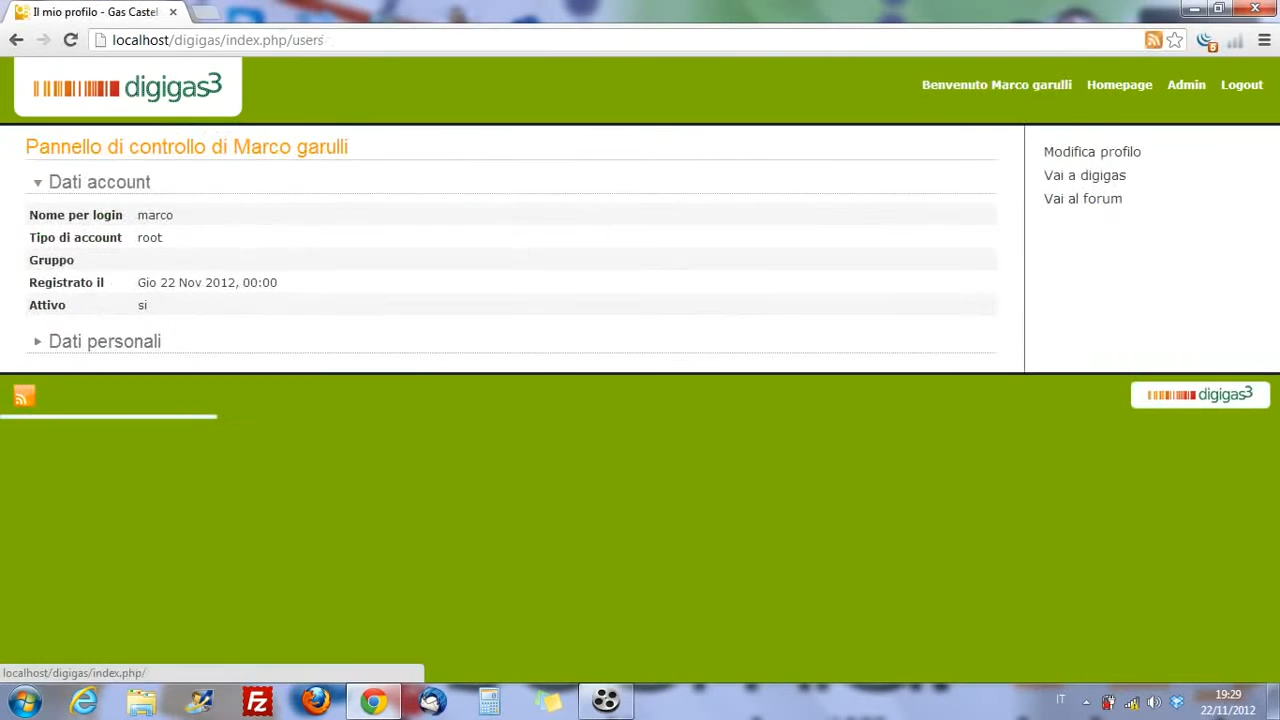 Il mio profilo - Gas Castel
localhost/digigas/index.php/users
5
digigas3
Benvenuto Marco garulli
Homepage
Admin
Logout
Pannello di controllo di Marco garulli
Modifica profilo
Vai a digigas
Vai al forum
Dati account
Nome per login marco
Tipo di account root
Gruppo
Registrato il Gio 22 Nov 2012, 00:00
Attivo si
Dati personali
digigas3
localhost/digigas/index.php/
Fz
IT
19:29
22/11/2012